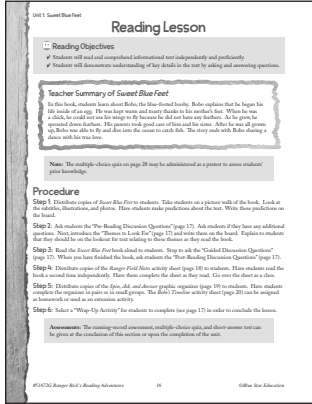 Unit 1: Sweet Blue Feet
Reading Lesson
Reading Objectives
✔ Students will read and comprehend informational text independently and proficiently.
✔ Students will demonstrate understanding of key details in the text by asking and answering questions.
Teacher Summary of Sweet Blue Feet
In this book, students learn about Bobo, the blue-footed booby. Bobo explains that he began his
life inside of an egg. He was kept warm and toasty thanks to his mother's feet. When he was
a chick, he could not use his wings to fly because he did not have any feathers. As he grew, he
sprouted down feathers. His parents took good care of him and his sister. After he was all grown
up, Bobo was able to fly and dive into the ocean to catch fish. The story ends with Bobo sharing a
dance with his true love.
Note: The multiple-choice quiz on page 28 may be administered as a pretest to assess students'
prior knowledge.
Procedure
Step 1: Distribute copies of Sweet Blue Feet to students. Take students on a picture walk of the book. Look at
the subtitles, illustrations, and photos. Have students make predictions about the text. Write these predictions on
the board.
Step 2: Ask students the "Pre-Reading Discussion Questions" (page 17). Ask students if they have any additional
questions. Next, introduce the "Themes to Look For" (page 17) and write them on the board. Explain to students
that they should be on the lookout for text relating to these themes as they read the book.
Step 3: Read the Sweet Blue Feet book aloud to students. Stop to ask the "Guided Discussion Questions"
(page 17). When you have finished the book, ask students the "Post-Reading Discussion Questions" (page 17).
Step 4: Distribute copies of the Ranger Field Notes activity sheet (page 18) to students. Have students read the
book a second time independently. Have them complete the sheet as they read. Go over the sheet as a class.
Step 5: Distribute copies of the Spin, Ask, and Answer graphic organizer (page 19) to students. Have students
complete the organizer in pairs or in small groups. The Bobo's Timeline activity sheet (page 20) can be assigned
as homework or used as an extension activity.
Step 6: Select a "Wrap-Up Activity" for students to complete (see page 17) in order to conclude the lesson.
Assessments: The running-record assessment, multiple-choice quiz, and short-answer test can
be given at the conclusion of this section or upon the completion of the unit.
#51672G Ranger Rick's Reading Adventures
16
©Blue Star Education